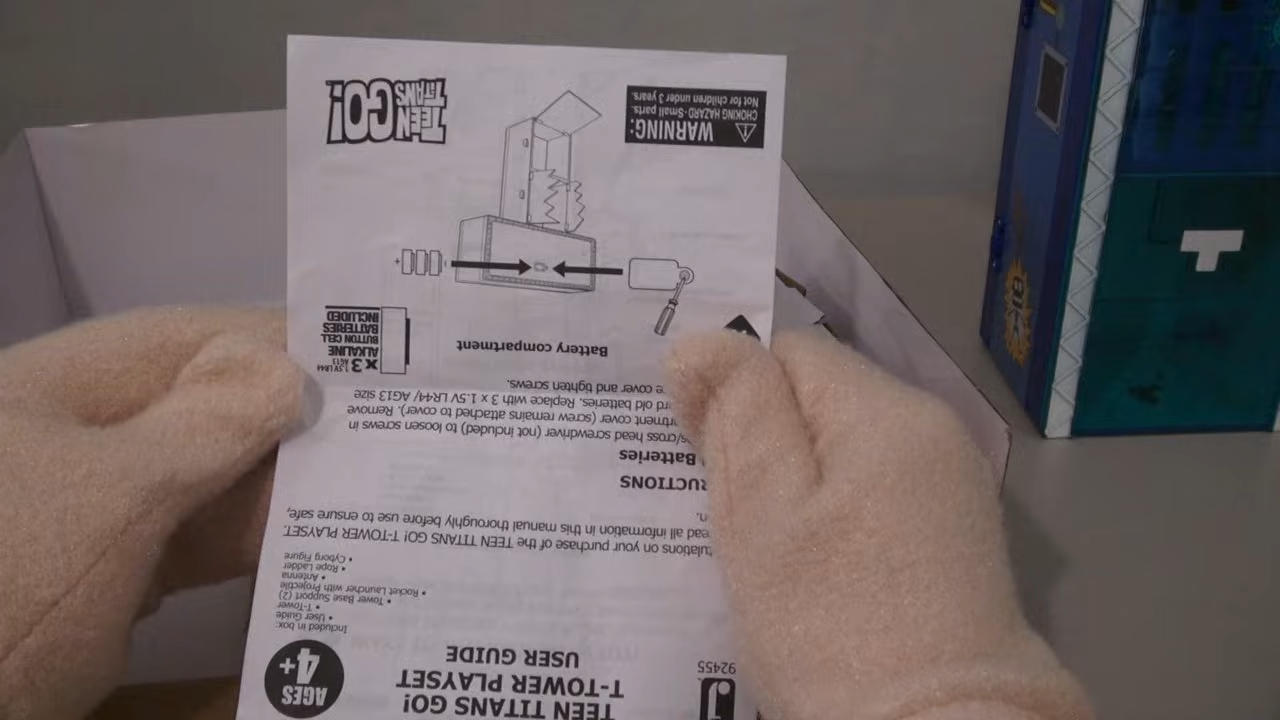 TEEN TITANS GO!
T-TOWER PLAYSET
USER GUIDE
AGES
4+
92455
Included in box:
• User Guide
• T-Tower
• Tower Base Support (2)
• Rocket Launcher with Projectile
• Antenna
• Rope Ladder
• Cyborg Figure
ulations on your purchase of the TEEN TITANS GO! T-TOWER PLAYSET.
ead all information in this manual thoroughly before use to ensure safe,
n.
RUCTIONS
Batteries
s/cross head screwdriver (not included) to loosen screws in
rtment cover (screw remains attached to cover). Remove
rd old batteries. Replace with 3 x 1.5V LR44/ AG13 size
e cover and tighten screws.
Battery compartment
x3
1.5V LR44
AG13
ALKALINE
BUTTON CELL
BATTERIES
INCLUDED
+
-
WARNING:
CHOKING HAZARD-Small parts.
Not for children under 3 years.
TEEN
TITANS
GO!